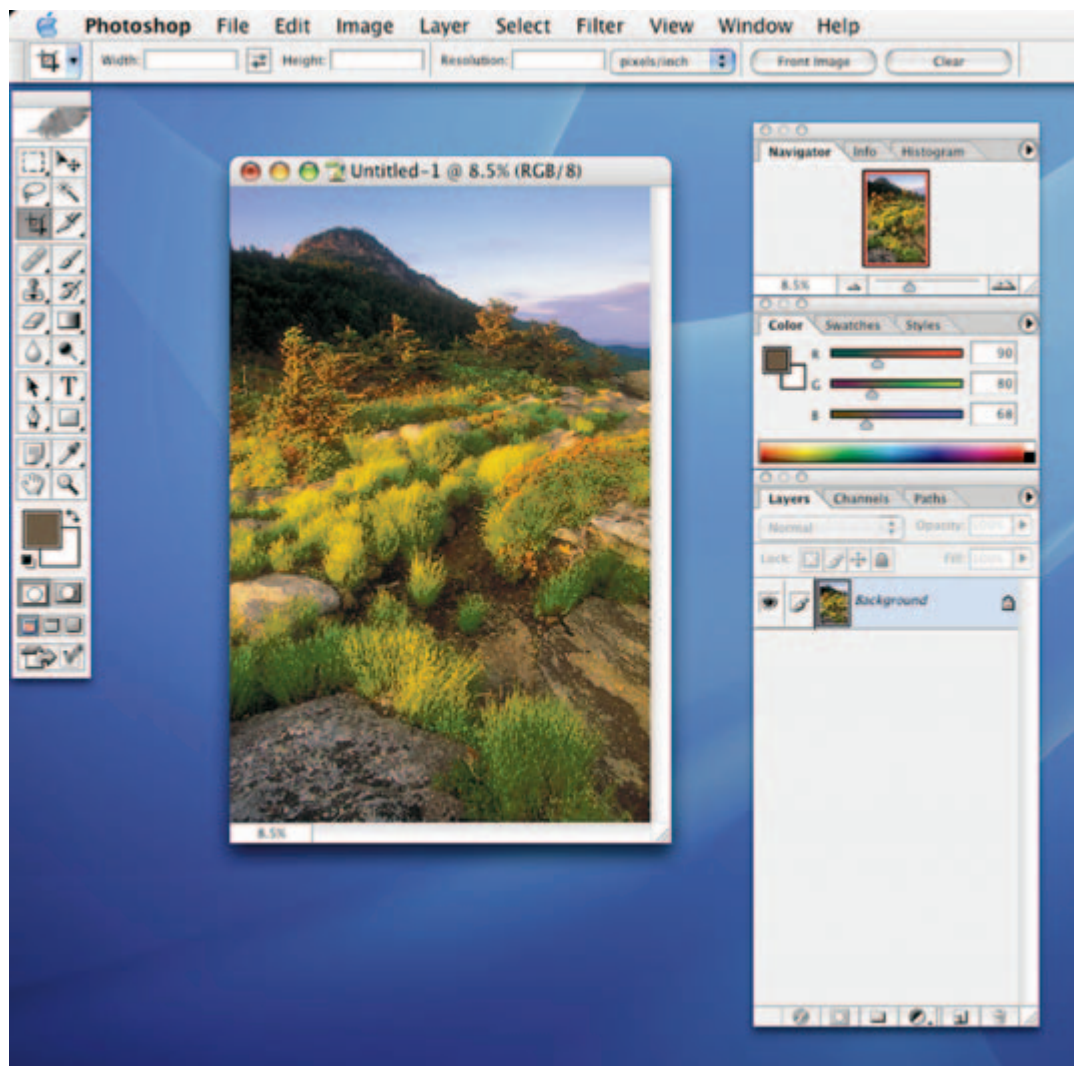 Photoshop File Edit Image Layer Select Filter View Window Help
Width: Height: Resolution: pixels/inch Front Image Clear
Untitled-1 @ 8.5% (RGB/8)
Navigator Info Histogram
8.5%
Color Swatches Styles
R 90
G 80
B 68
T
Layers Channels Paths
Normal Opacity: 100%
Lock: Fill: 100%
Background
8.5%